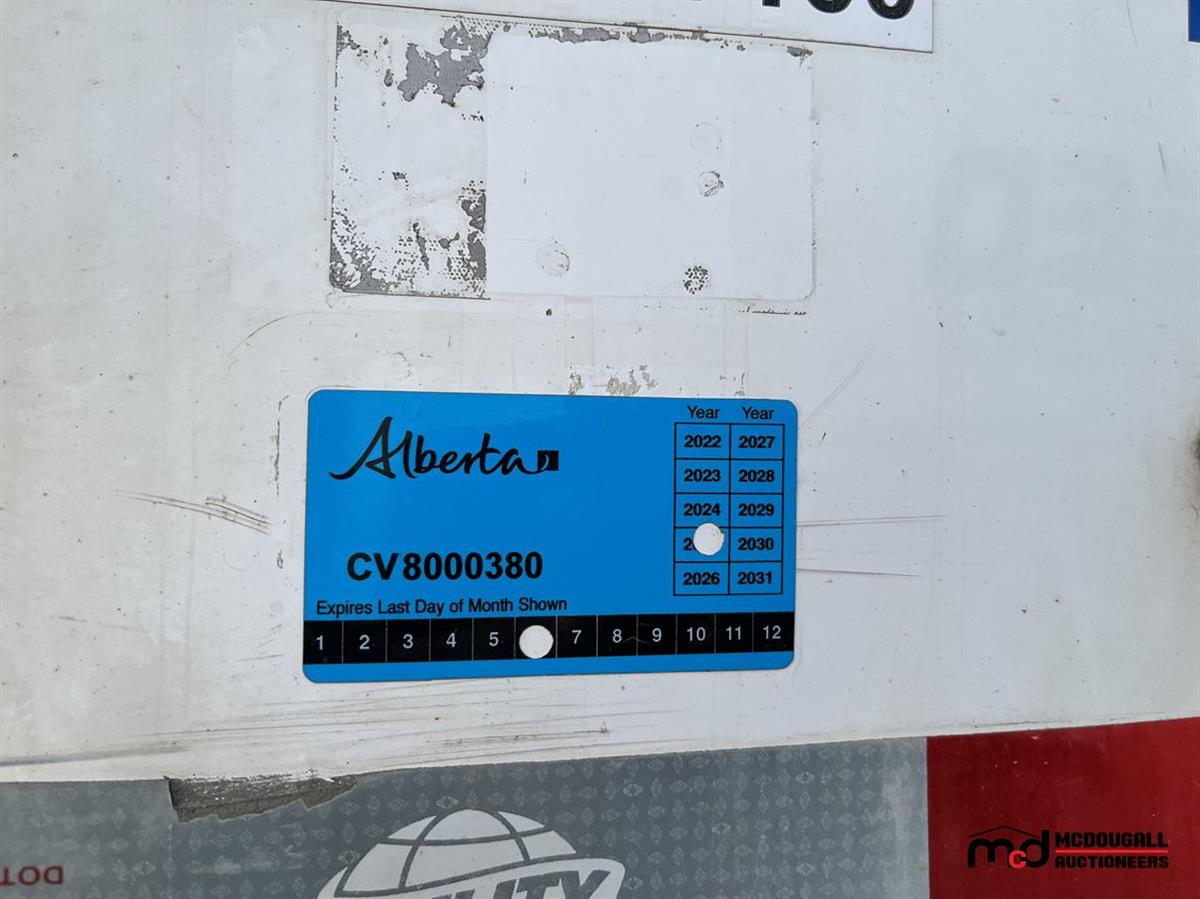 Alberta
Year Year
2022 2027
2023 2028
2024 2029
2030
2026 2031
CV8000380
Expires Last Day of Month Shown
1 2 3 4 5 7 8 9 10 11 12
DOT
MCDOUGALL
AUCTIONEERS